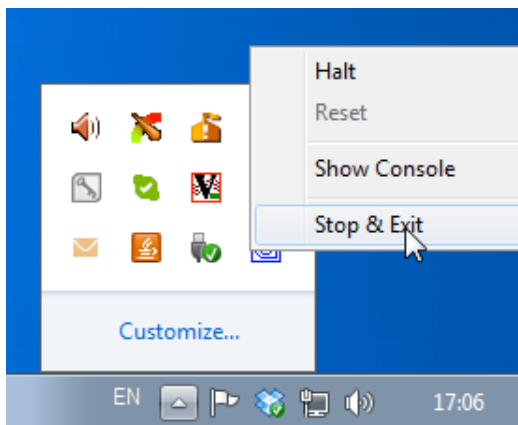 Halt
Reset
Show Console
Stop & Exit
Customize...
EN
17:06